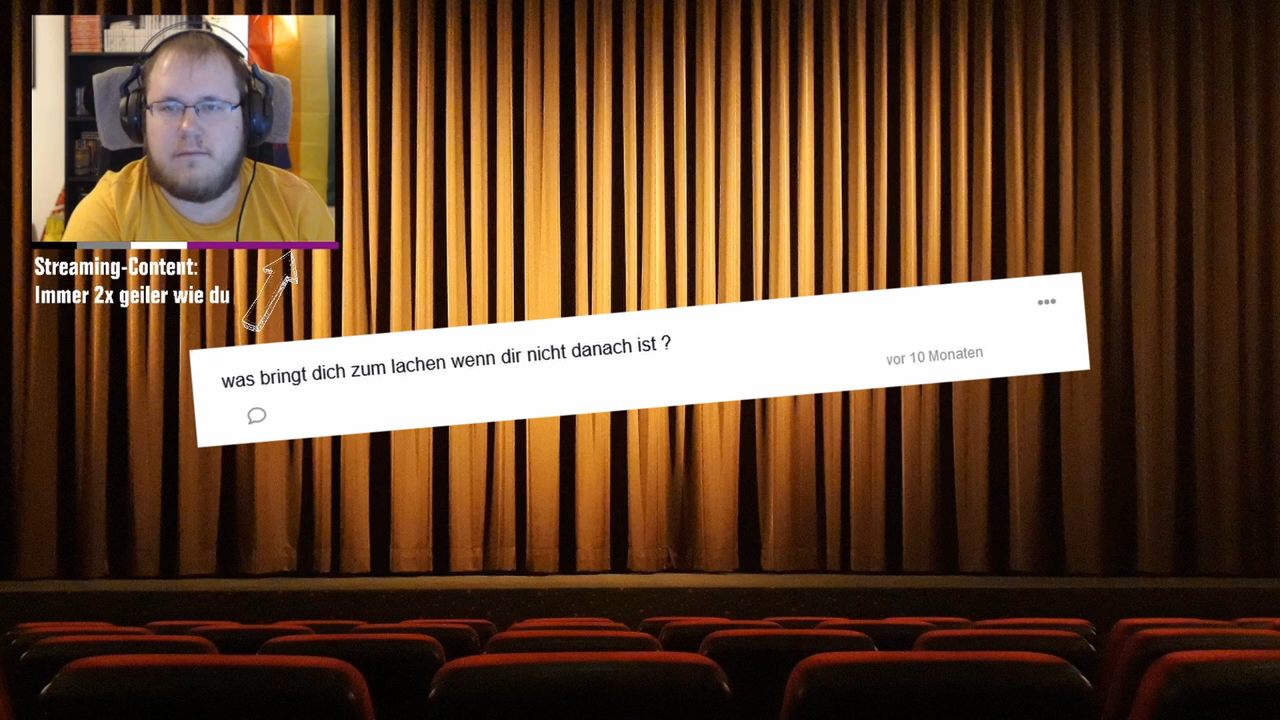 Streaming-Content:
Immer 2x geiler wie du
was bringt dich zum lachen wenn dir nicht danach ist ?
vor 10 Monaten